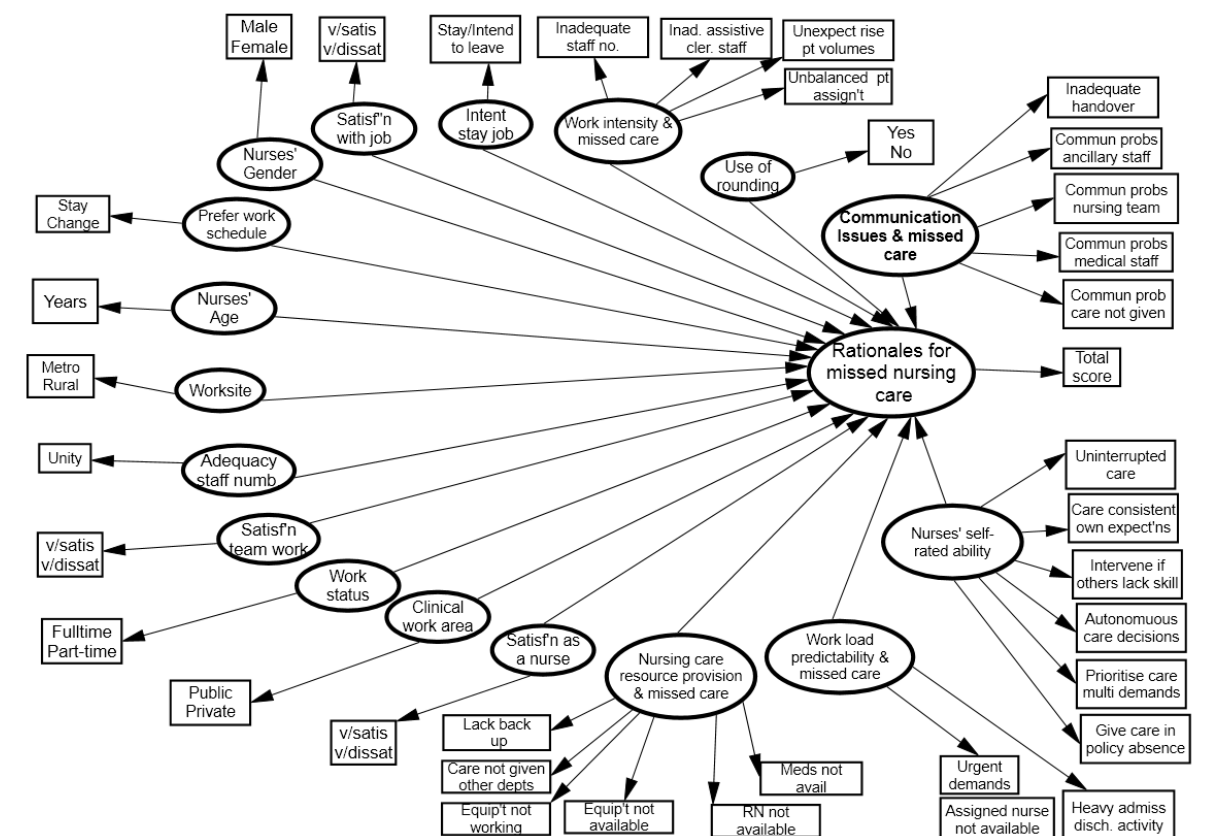 Male
Female
v/satis
v/dissat
Stay/Intend
to leave
Inadequate
staff no.
Inad. assistive
cler. staff
Unexpect rise
pt volumes
Unbalanced pt
assign't
Inadequate
handover
Commun probs
ancillary staff
Commun probs
nursing team
Commun probs
medical staff
Commun prob
care not given
Yes
No
Nurses'
Gender
Satisf"n
with job
Intent
stay job
Work intensity &
missed care
Use of
rounding
Communication
Issues & missed
care
Stay
Change
Prefer work
schedule
Years
Nurses'
Age
Metro
Rural
Worksite
Rationales for
missed nursing
care
Total
score
Unity
Adequacy
staff numb
v/satis
v/dissat
Satisf'n
team work
Fulltime
Part-time
Work
status
Public
Private
Clinical
work area
v/satis
v/dissat
Satisf'n as
a nurse
Nursing care
resource provision
& missed care
Work load
predictability &
missed care
Nurses' self-
rated ability
Uninterrupted
care
Care consistent
own expect'ns
Intervene if
others lack skill
Autonomuous
care decisions
Prioritise care
multi demands
Give care in
policy absence
Lack back
up
Care not given
other depts
Equip't not
working
Equip't not
available
RN not
available
Meds not
avail
Urgent
demands
Assigned nurse
not available
Heavy admiss
disch. activity